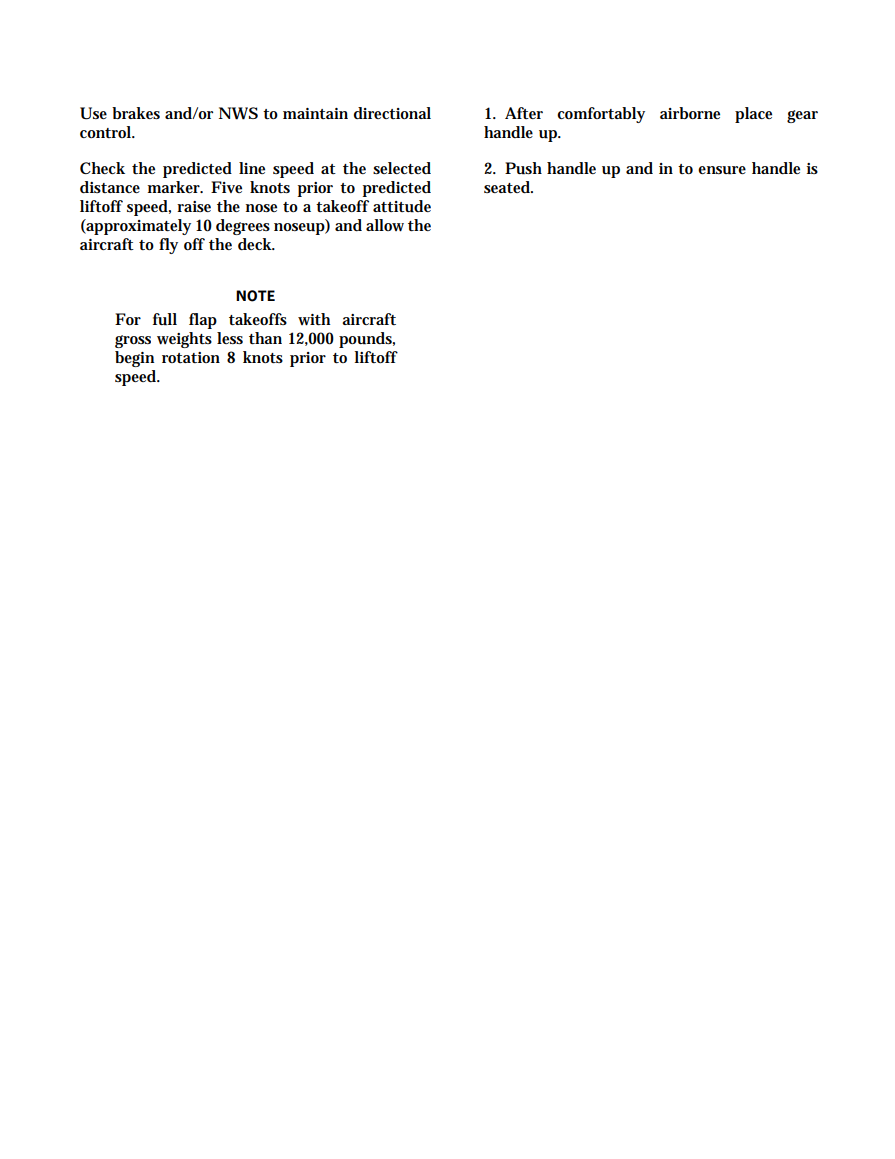 Use brakes and/or NWS to maintain directional
control.
Check the predicted line speed at the selected
distance marker. Five knots prior to predicted
liftoff speed, raise the nose to a takeoff attitude
(approximately 10 degrees noseup) and allow the
aircraft to fly off the deck.
NOTE
For full flap takeoffs with aircraft
gross weights less than 12,000 pounds,
begin rotation 8 knots prior to liftoff
speed.
1. After comfortably airborne place gear
handle up.
2. Push handle up and in to ensure handle is
seated.